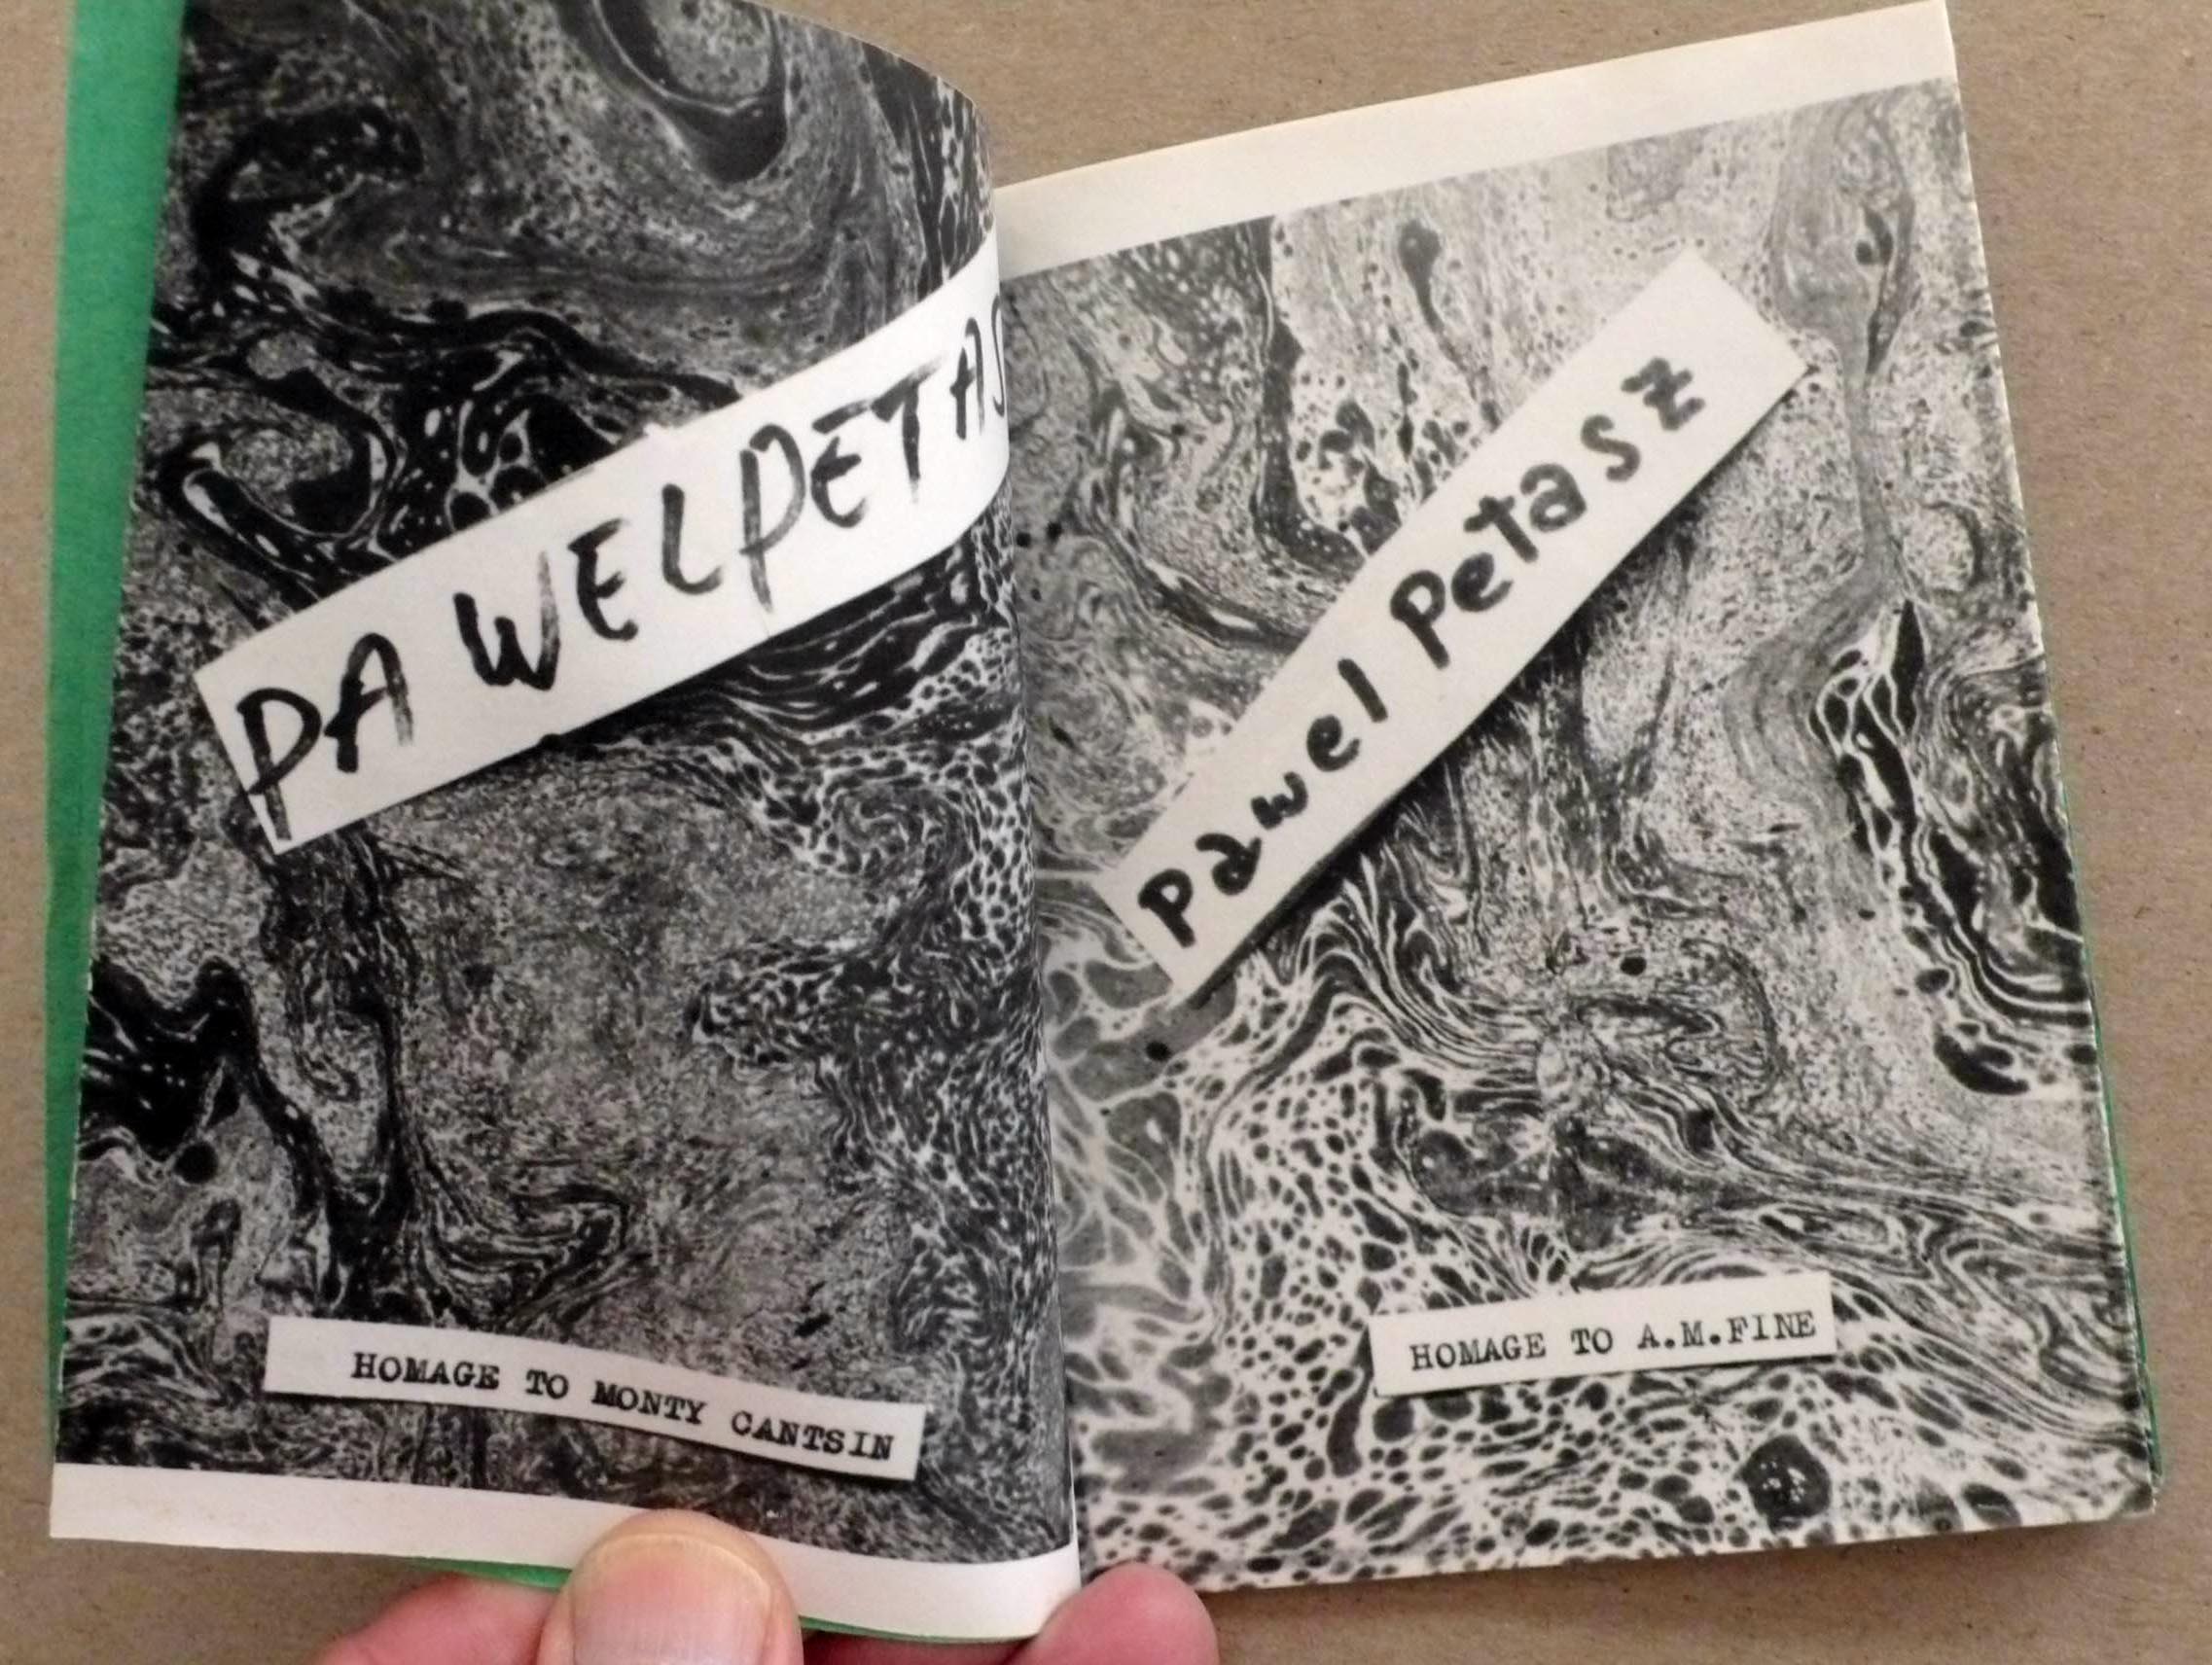 PAWELPETAS
HOMAGE TO MONTY CANTSIN
Pawel Petasz
HOMAGE TO A.M.FINE